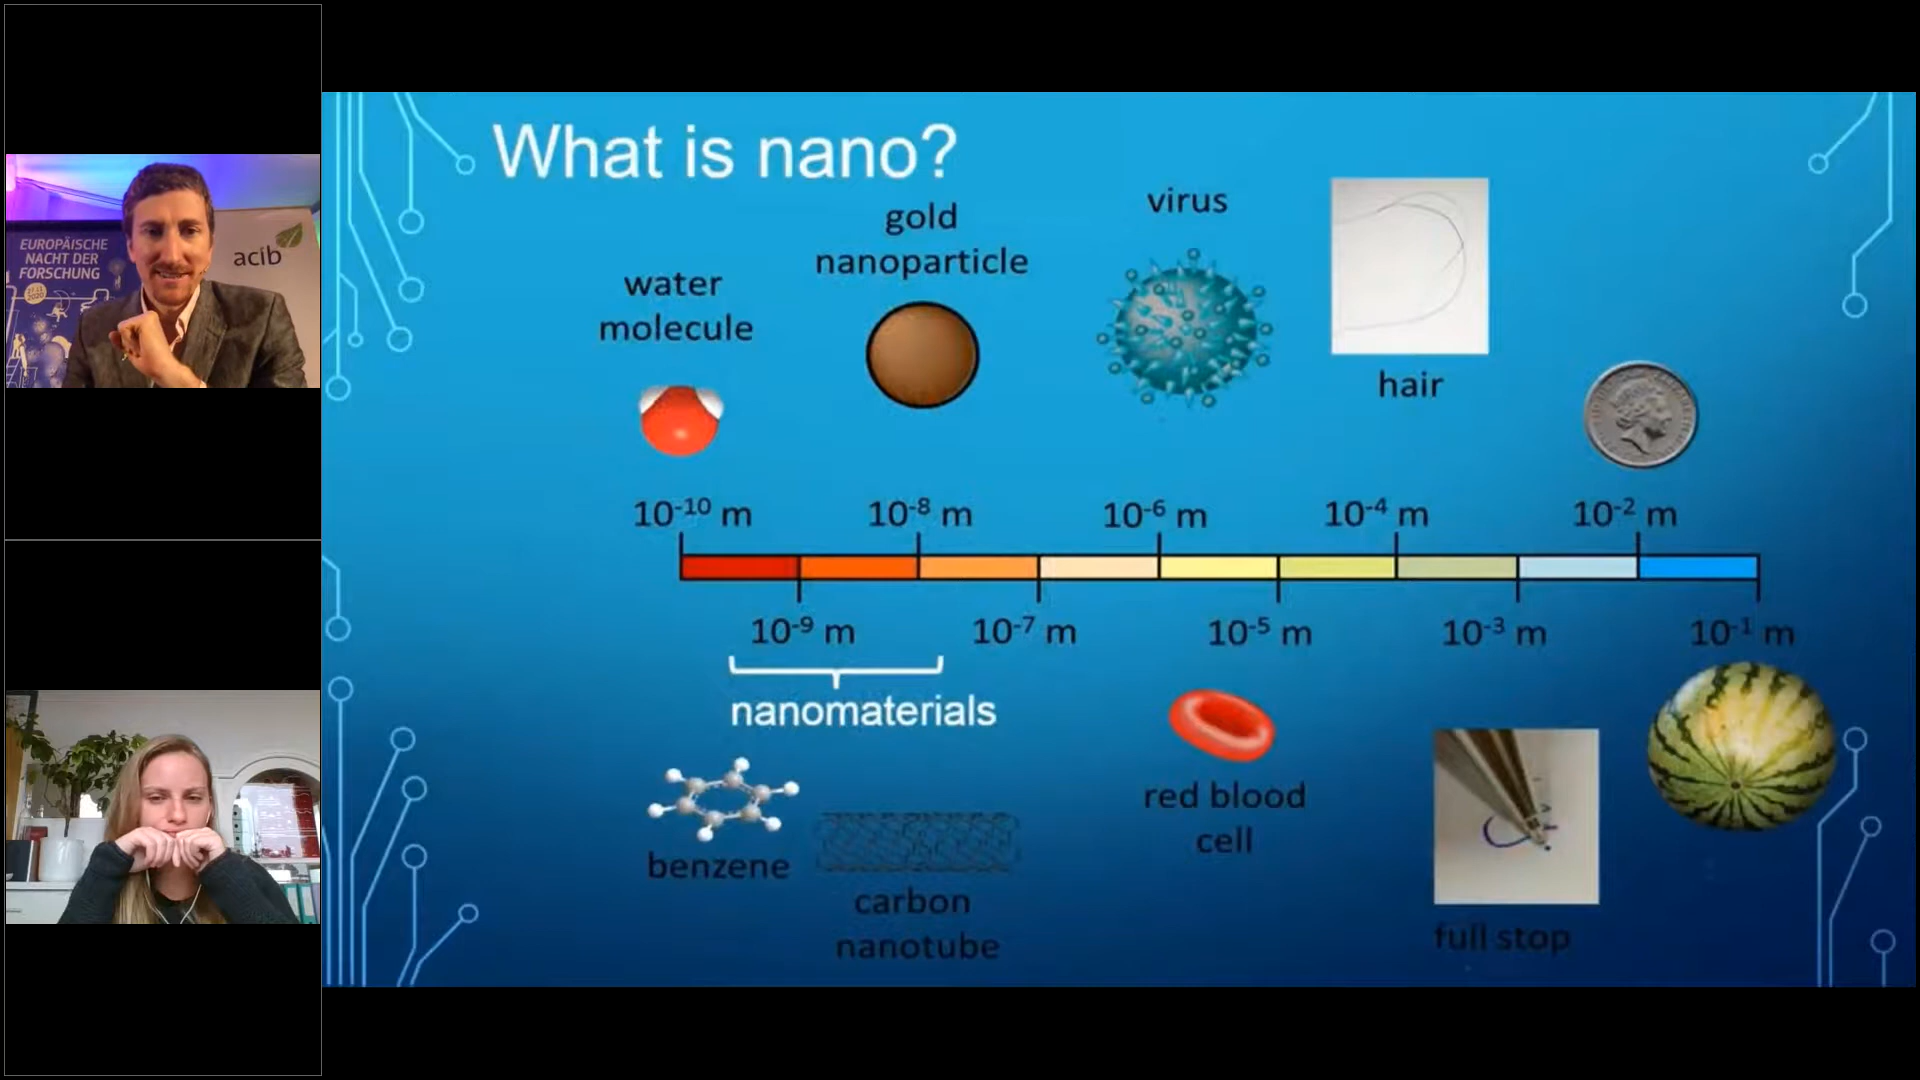 EUROPÄISCHE
NACHT DER
FORSCHUNG
acib
What is nano?
water
molecule
gold
nanoparticle
virus
hair
10⁻¹⁰ m
10⁻⁸ m
10⁻⁶ m
10⁻⁴ m
10⁻² m
10⁻⁹ m
10⁻⁷ m
10⁻⁵ m
10⁻³ m
10⁻¹ m
nanomaterials
benzene
carbon
nanotube
red blood
cell
full stop